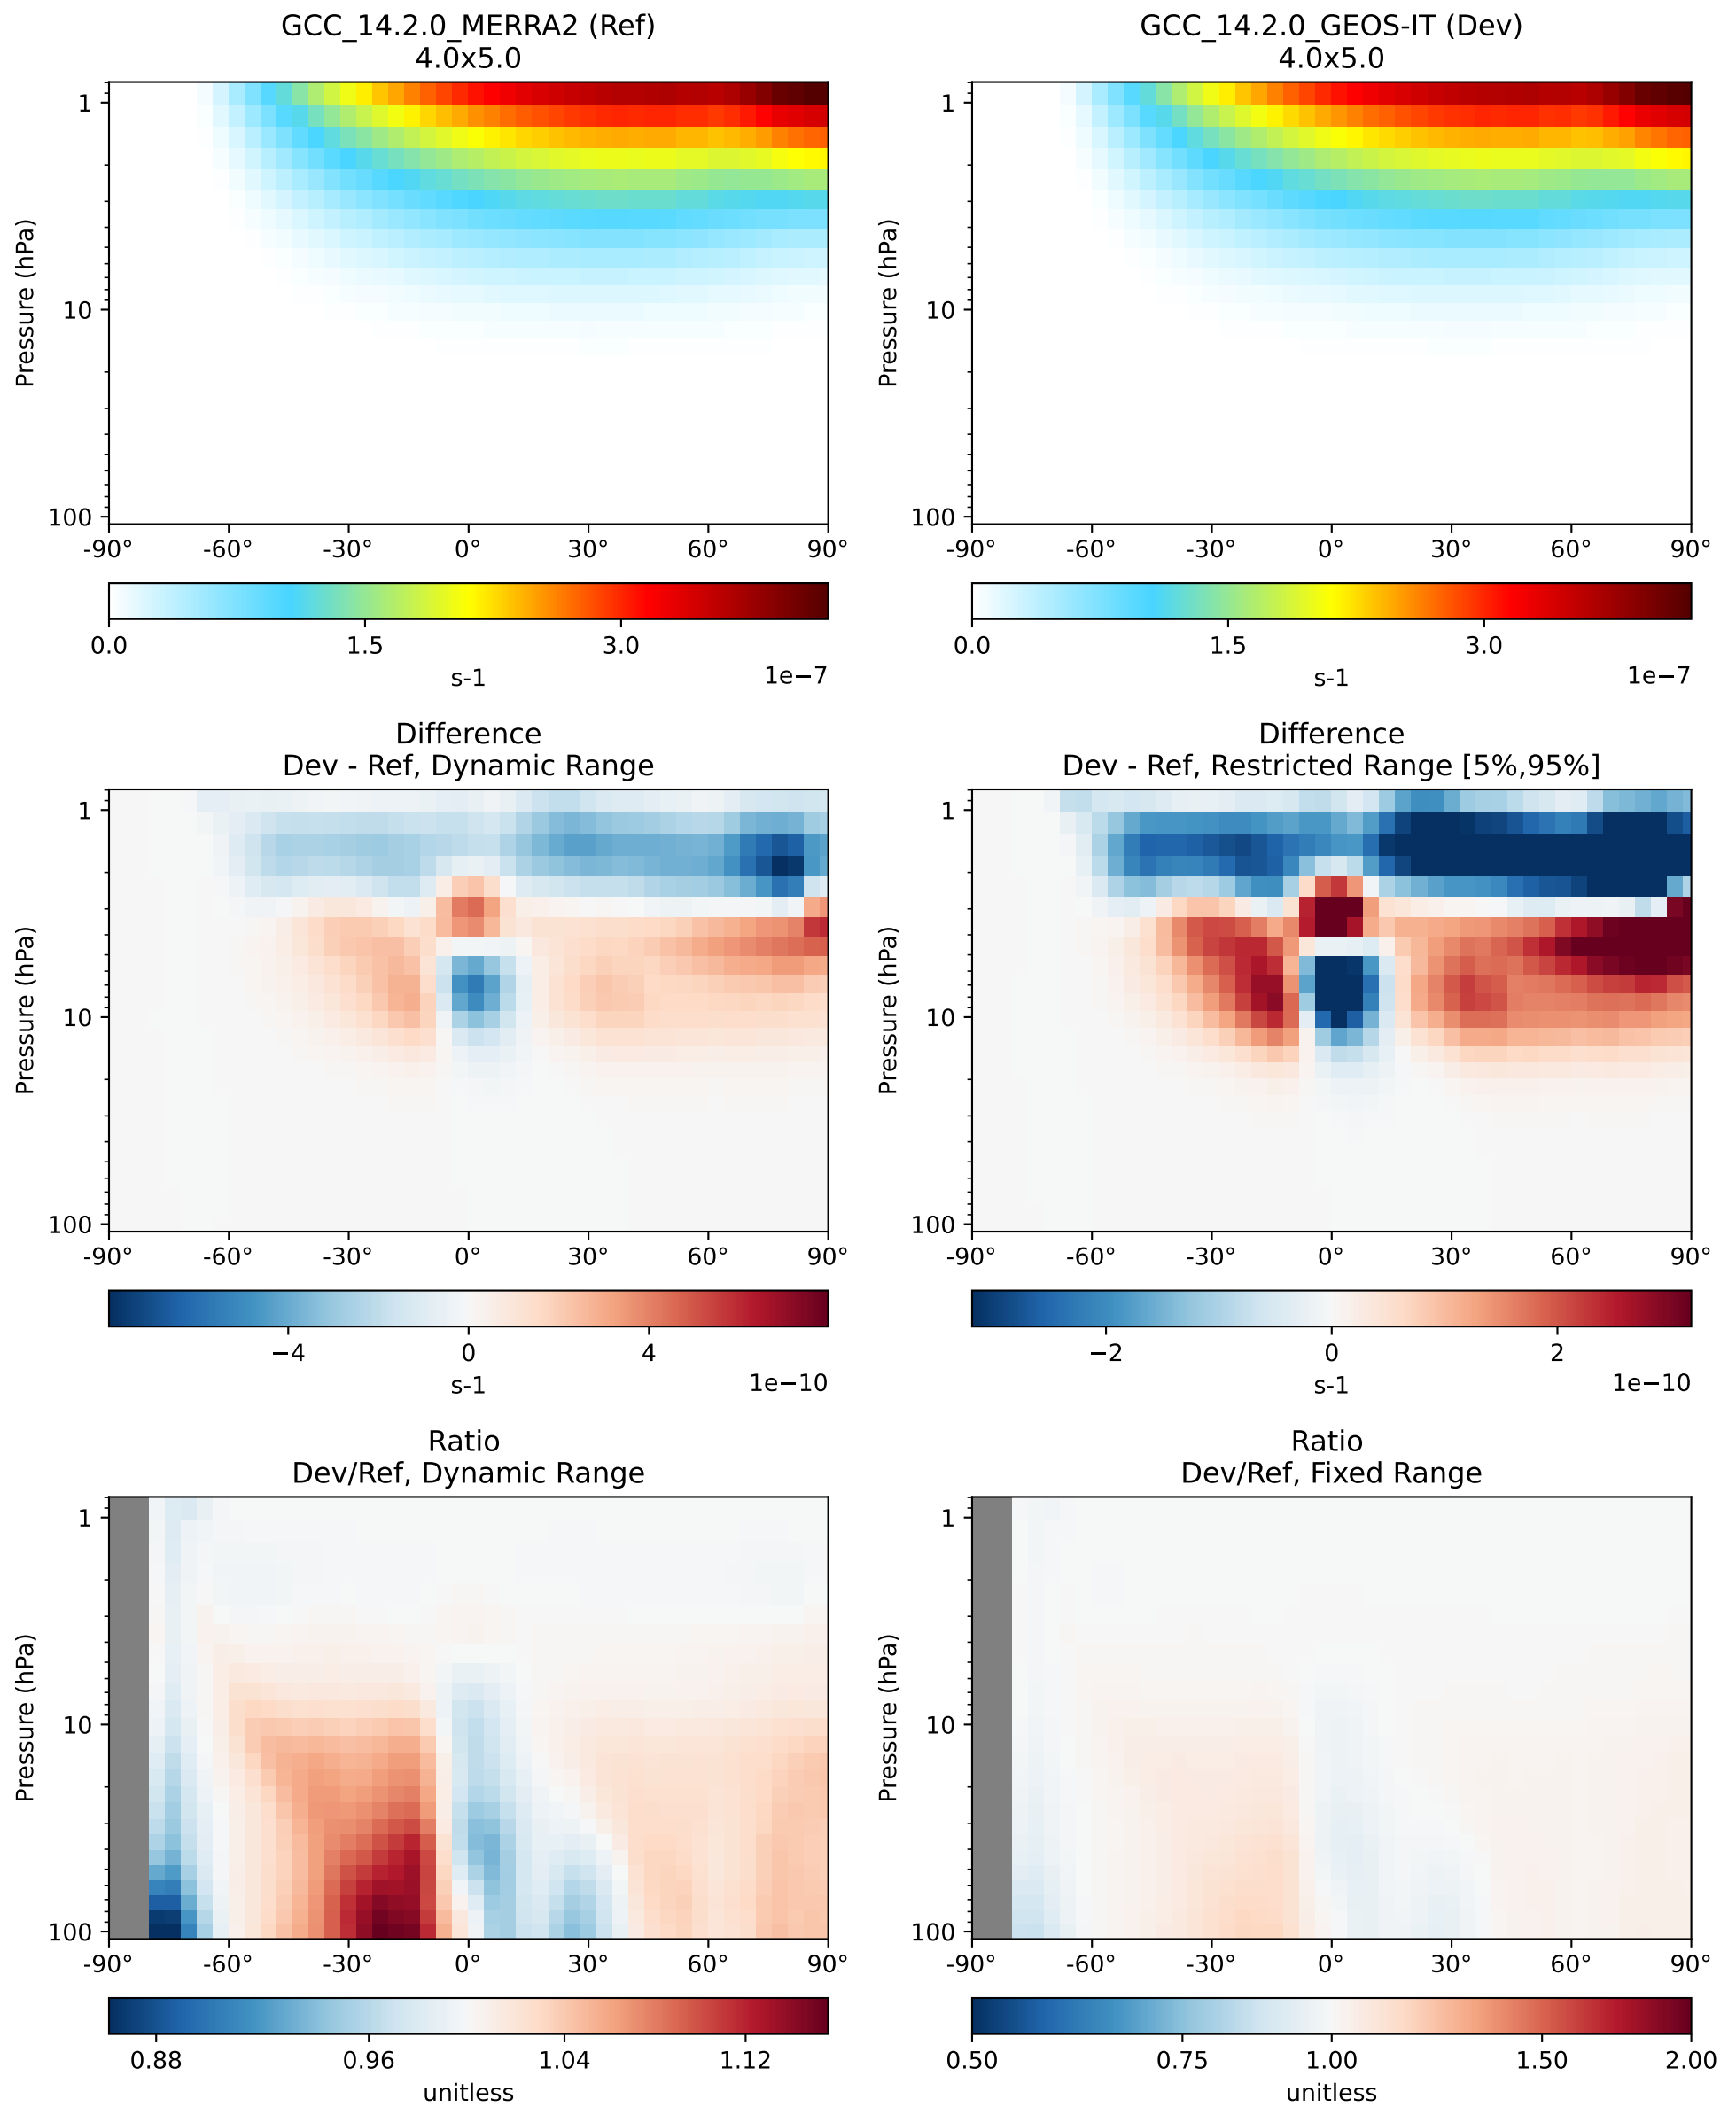 GCC_14.2.0_MERRA2 (Ref)
4.0x5.0
Pressure (hPa)
1
10
100
-90° -60° -30° 0° 30° 60° 90°
0.0 1.5 3.0
s-1 1e−7
GCC_14.2.0_GEOS-IT (Dev)
4.0x5.0
Pressure (hPa)
1
10
100
-90° -60° -30° 0° 30° 60° 90°
0.0 1.5 3.0
s-1 1e−7
Difference
Dev - Ref, Dynamic Range
Pressure (hPa)
1
10
100
-90° -60° -30° 0° 30° 60° 90°
−4 0 4
s-1 1e−10
Difference
Dev - Ref, Restricted Range [5%,95%]
Pressure (hPa)
1
10
100
-90° -60° -30° 0° 30° 60° 90°
−2 0 2
s-1 1e−10
Ratio
Dev/Ref, Dynamic Range
Pressure (hPa)
1
10
100
-90° -60° -30° 0° 30° 60° 90°
0.88 0.96 1.04 1.12
unitless
Ratio
Dev/Ref, Fixed Range
Pressure (hPa)
1
10
100
-90° -60° -30° 0° 30° 60° 90°
0.50 0.75 1.00 1.50 2.00
unitless